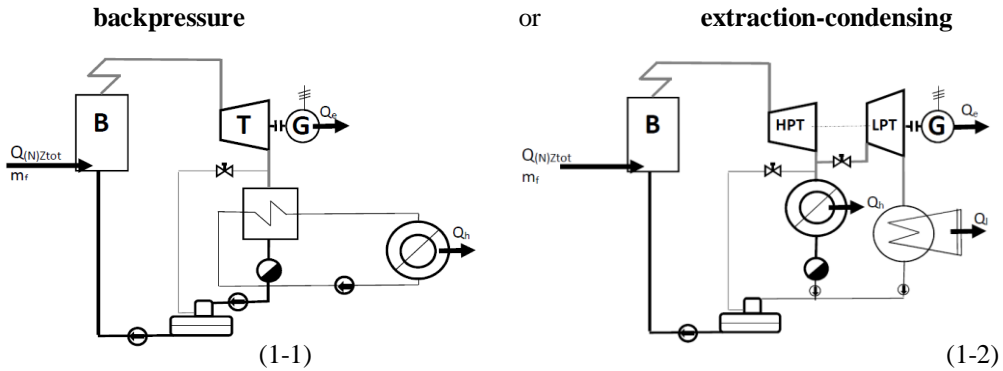 backpressure or extraction-condensing
B T G Qe
B HPT LPT G Qe
Q(N)Ztot
mf
Qh
Q(N)Ztot
mf
Qh
Ql
(1-1) (1-2)